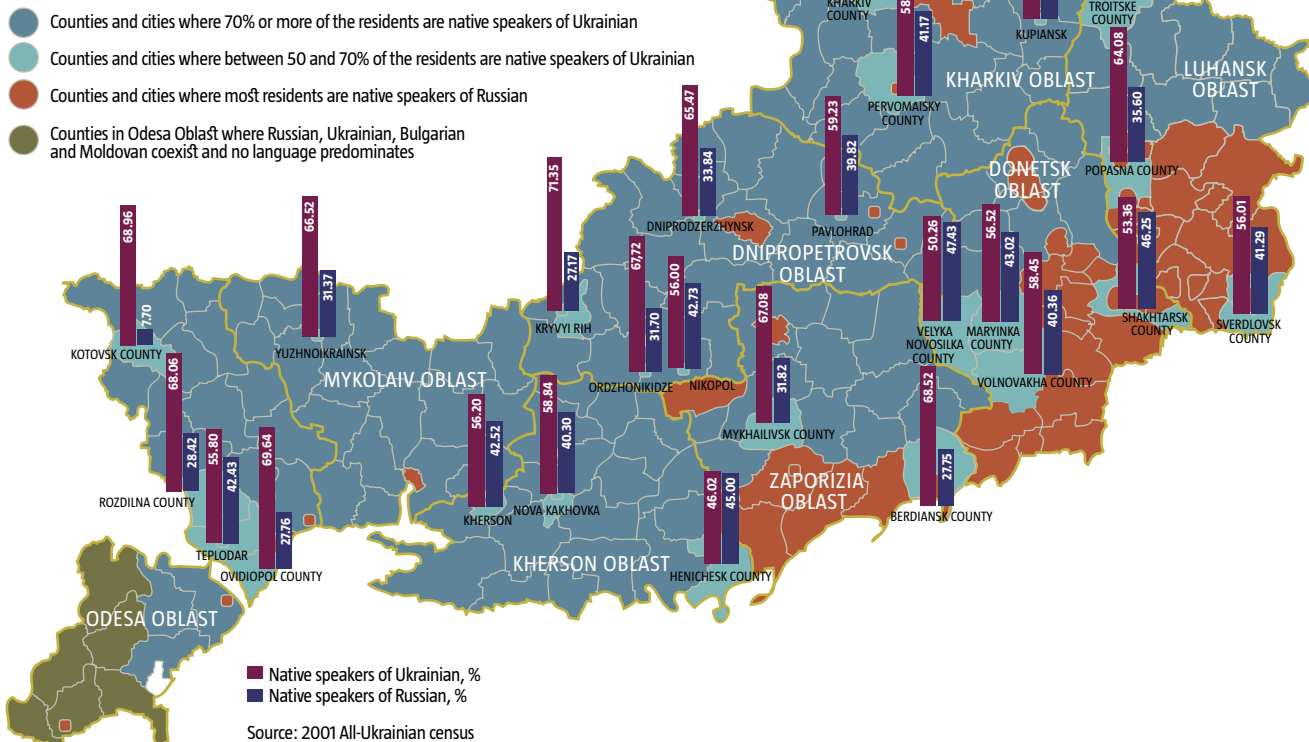 Counties and cities where 70% or more of the residents are native speakers of Ukrainian
Counties and cities where between 50 and 70% of the residents are native speakers of Ukrainian
Counties and cities where most residents are native speakers of Russian
Counties in Odesa Oblast where Russian, Ukrainian, Bulgarian
and Moldovan coexist and no language predominates
KHARKIV
COUNTY
58
41.17
PERVOMAISKY
COUNTY
KUPIANSK
TROITSKE
COUNTY
KHARKIV OBLAST
LUHANSK
OBLAST
64.08
35.60
POPASNA COUNTY
65.47
33.84
DNIPRODZERZHYNSK
59.23
39.82
PAVLOHRAD
DONETSK
OBLAST
DNIPROPETROVSK
OBLAST
71.35
27.17
KRYVYI RIH
68.96
7.70
KOTOVSK COUNTY
66.52
31.37
YUZHNOIKRAINSK
67,72
31.70
ORDZHONIKIDZE
56.00
42.73
NIKOPOL
67.08
31.82
MYKHAILIVSK COUNTY
50.26
47.43
VELYKA
NOVOSILKA
COUNTY
56.52
43.02
MARYINKA
COUNTY
58.45
40.36
VOLNOVAKHA COUNTY
53.36
46.25
SHAKHTARSK
COUNTY
56.01
41.29
SVERDLOVSK
COUNTY
MYKOLAIV OBLAST
68.06
28.42
ROZDILNA COUNTY
55.80
42.43
TEPLODAR
69.64
27.76
OVIDIOPOL COUNTY
56.20
42.52
KHERSON
58.84
40.30
NOVA KAKHOVKA
46.02
45.00
HENICHESK COUNTY
ZAPORIZIA
OBLAST
68.52
27.75
BERDIANSK COUNTY
KHERSON OBLAST
ODESA OBLAST
Native speakers of Ukrainian, %
Native speakers of Russian, %
Source: 2001 All-Ukrainian census